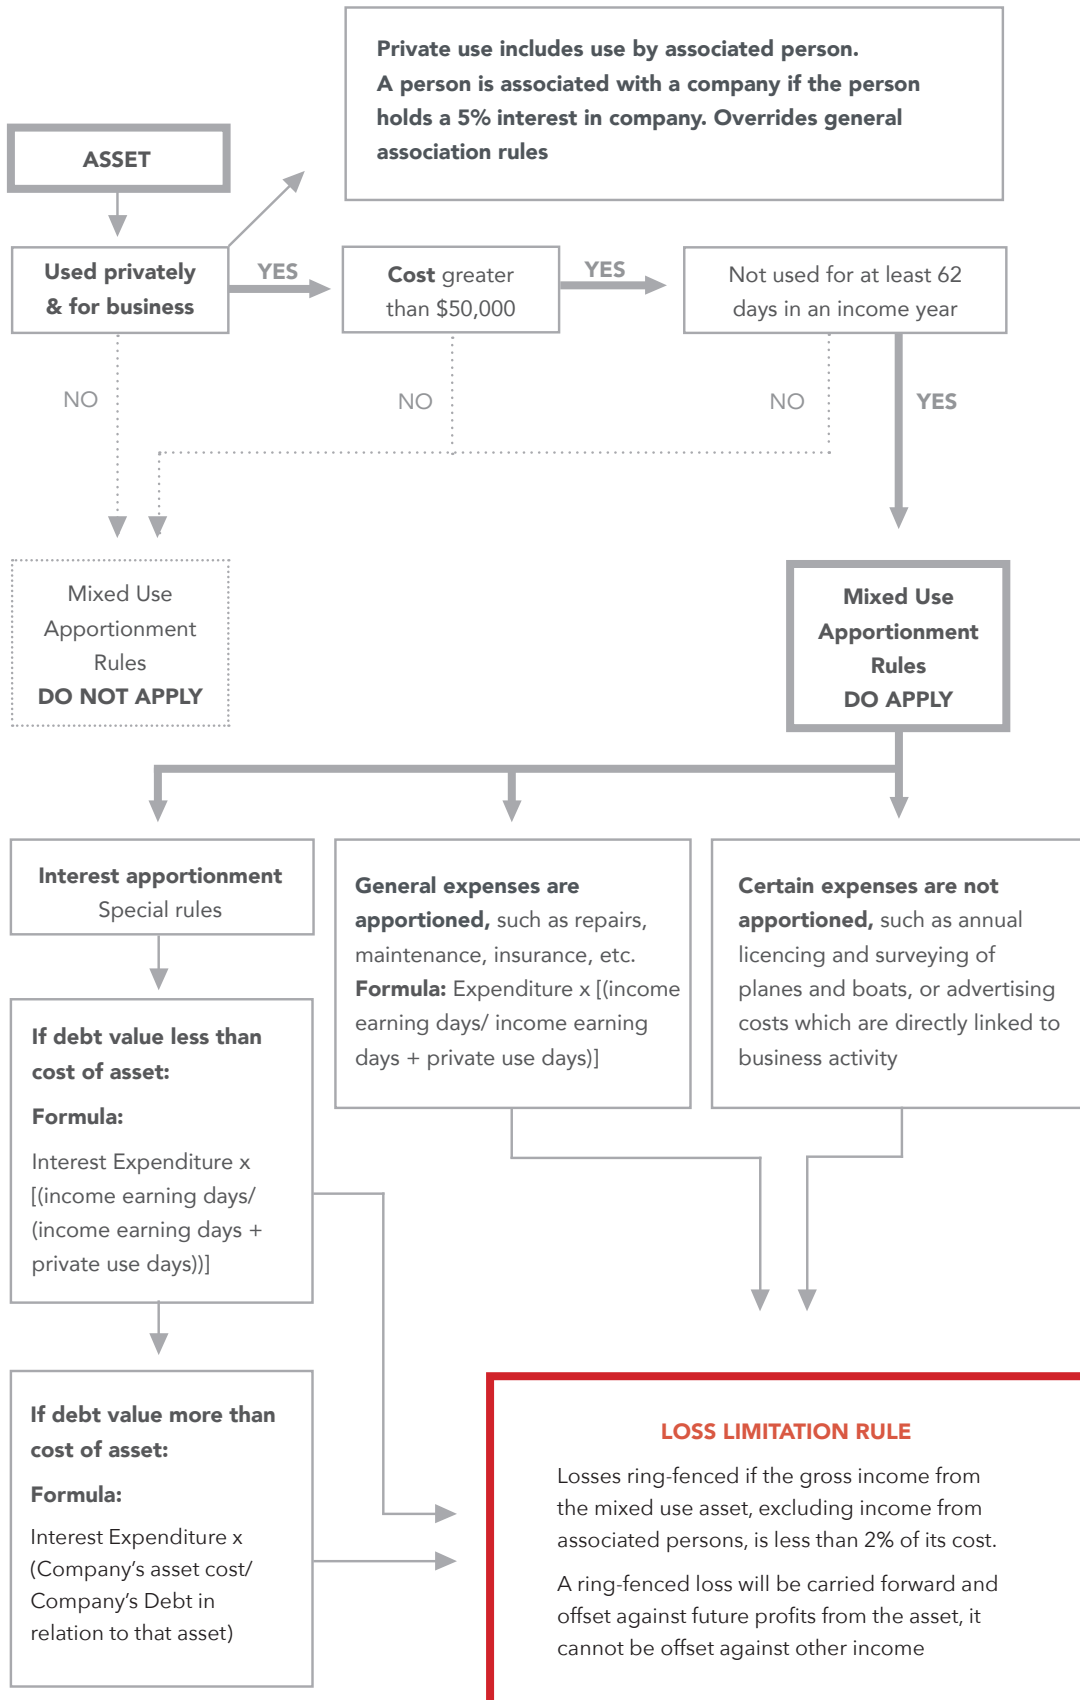 Private use includes use by associated person.
A person is associated with a company if the person
holds a 5% interest in company. Overrides general
association rules
ASSET
Used privately
& for business
YES
Cost greater
than $50,000
YES
Not used for at least 62
days in an income year
NO
NO
NO
YES
Mixed Use
Apportionment
Rules
DO NOT APPLY
Mixed Use
Apportionment
Rules
DO APPLY
Interest apportionment
Special rules
General expenses are
apportioned, such as repairs,
maintenance, insurance, etc.
Formula: Expenditure x [(income
earning days/ income earning
days + private use days)]
Certain expenses are not
apportioned, such as annual
licencing and surveying of
planes and boats, or advertising
costs which are directly linked to
business activity
If debt value less than
cost of asset:
Formula:
Interest Expenditure x
[(income earning days/
(income earning days +
private use days))]
If debt value more than
cost of asset:
Formula:
Interest Expenditure x
(Company's asset cost/
Company's Debt in
relation to that asset)
LOSS LIMITATION RULE
Losses ring-fenced if the gross income from
the mixed use asset, excluding income from
associated persons, is less than 2% of its cost.
A ring-fenced loss will be carried forward and
offset against future profits from the asset, it
cannot be offset against other income